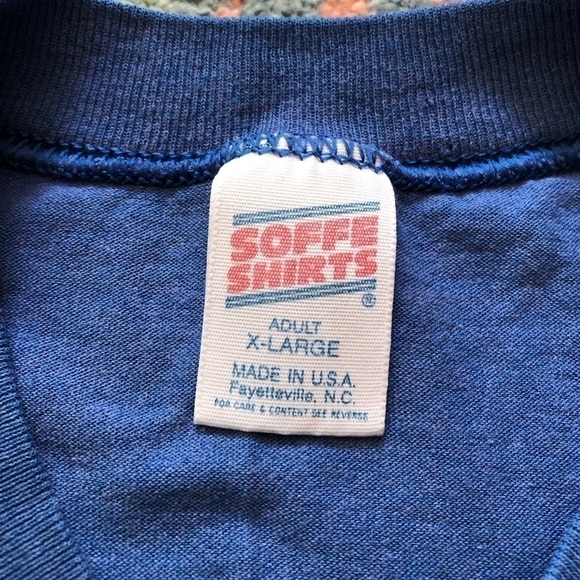 SOFFE
SHIRTS
®
ADULT
X-LARGE
MADE IN U.S.A.
Fayetteville, N.C.
FOR CARE & CONTENT SEE REVERSE